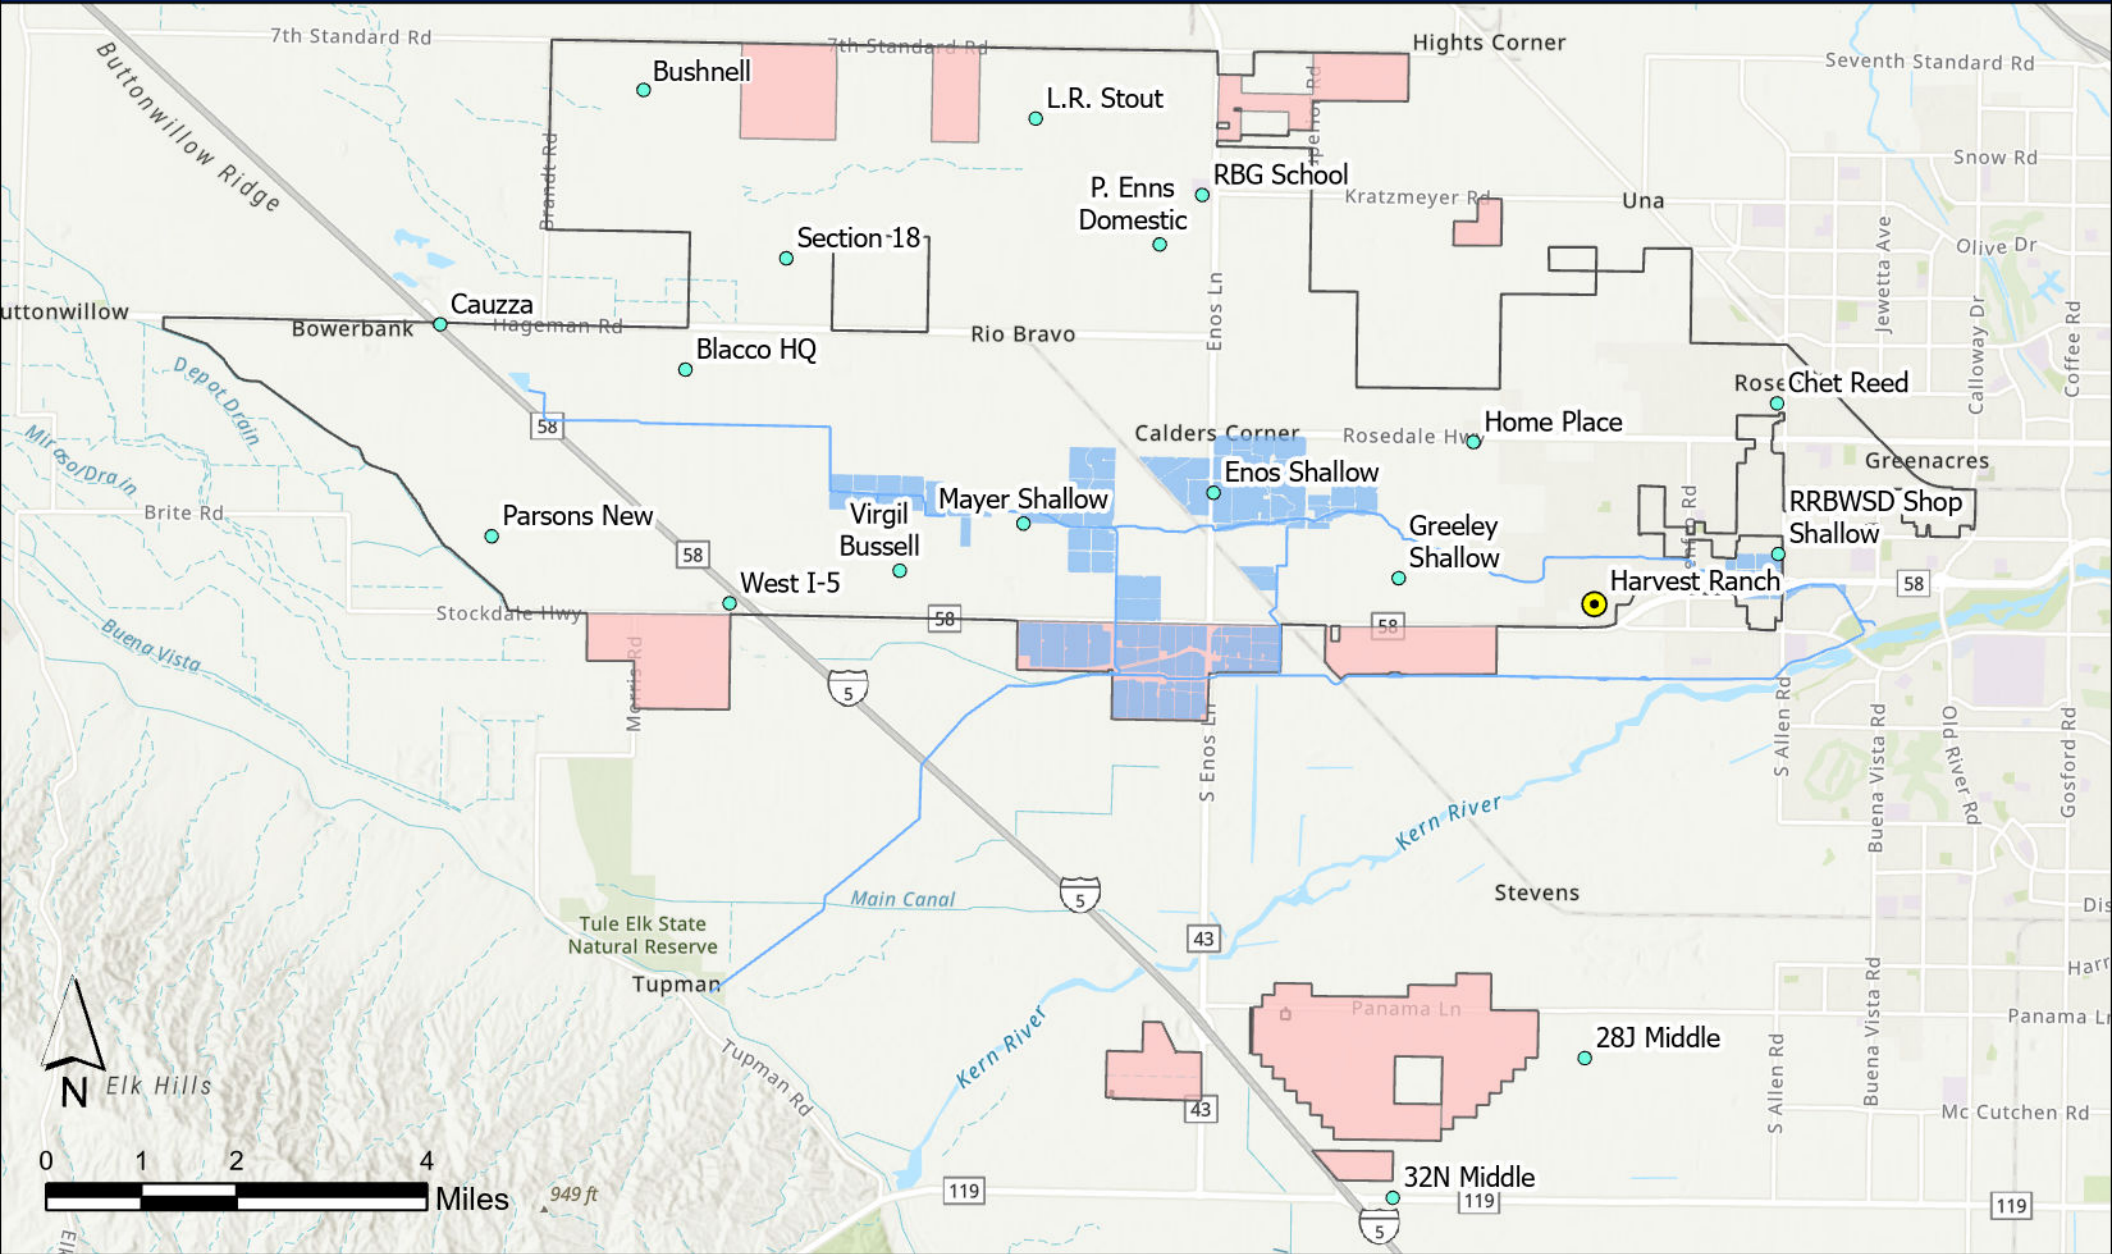 7th Standard Rd
7th Standard Rd
Hights Corner
Seventh Standard Rd
Buttonwillow Ridge
Bushnell
L.R. Stout
Brandt Rd
Snow Rd
RBG School
P. Enns
Domestic
Kratzmeyer Rd
Una
Section 18
Olive Dr
Jewetta Ave
Calloway Dr
Coffee Rd
Enos Ln
uttonwillow
Cauzza
Bowerbank
Hageman Rd
Rio Bravo
Blacco HQ
Depot Drain
Rose
Chet Reed
58
Calders Corner
Rosedale Hwy
Home Place
Greenacres
Enos Shallow
Brite Rd
Parsons New
Mayer Shallow
Virgil
Bussell
RRBWSD Shop
Shallow
Greeley
Shallow
58
West I-5
Harvest Ranch
58
Stockdale Hwy
58
58
Buena Vista
Morris Rd
5
S Enos Ln
S Allen Rd
Buena Vista Rd
Old River Rd
Gosford Rd
Kern River
Main Canal
5
Stevens
Dis
Tule Elk State
Natural Reserve
43
Tupman
Harr
Panama Ln
Panama Ln
Kern River
28J Middle
Tupman Rd
N
Elk Hills
43
S Allen Rd
Buena Vista Rd
Mc Cutchen Rd
0 1 2 4
Miles
949 ft
119
32N Middle
119
119
5
Elk